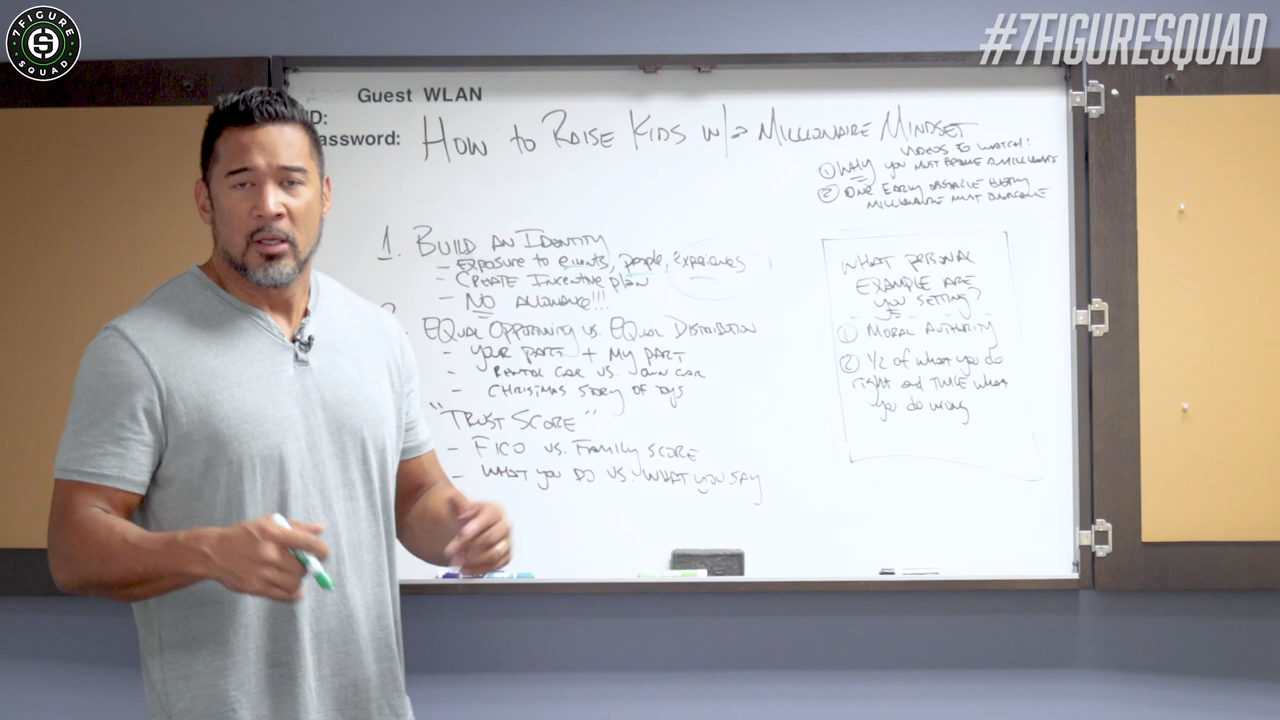 7 FIGURE SQUAD
#7FIGURESQUAD
Guest WLAN
ID:
assword:
HOW to RAISE KIDS w/a MILLIONAIRE MINDSET
VIDEOS to WATCH:
① WHY YOU MUST BECOME A MILLIONAIRE
② ONE EARLY OBSTACLE EVERY
MILLIONAIRE MUST OVERCOME
1. BUILD AN IDENTITY
- EXPOSURE to events, people, experiences
- CREATE INCENTIVE plan
- NO ALLOWANCE!!!
EQUAL OPPORTUNITY vs. EQUAL DISTRIBUTION
- YOUR PART + MY PART
- RENTAL CAR vs. OWN CAR
- CHRISTMAS STORY OF TOYS
"TRUST SCORE"
- FICO vs. FAMILY SCORE
- WHAT YOU DO vs. WHAT YOU SAY
WHAT PERSONAL
EXAMPLE ARE
YOU SETTING?
① MORAL AUTHORITY
② 1/2 of what you do
right and TWICE what
you do wrong